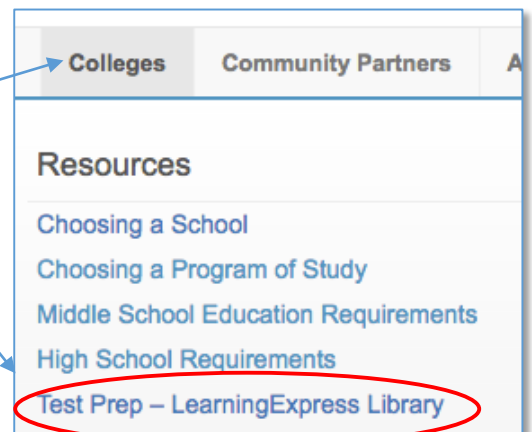 Colleges Community Partners A
Resources
Choosing a School
Choosing a Program of Study
Middle School Education Requirements
High School Requirements
Test Prep – LearningExpress Library